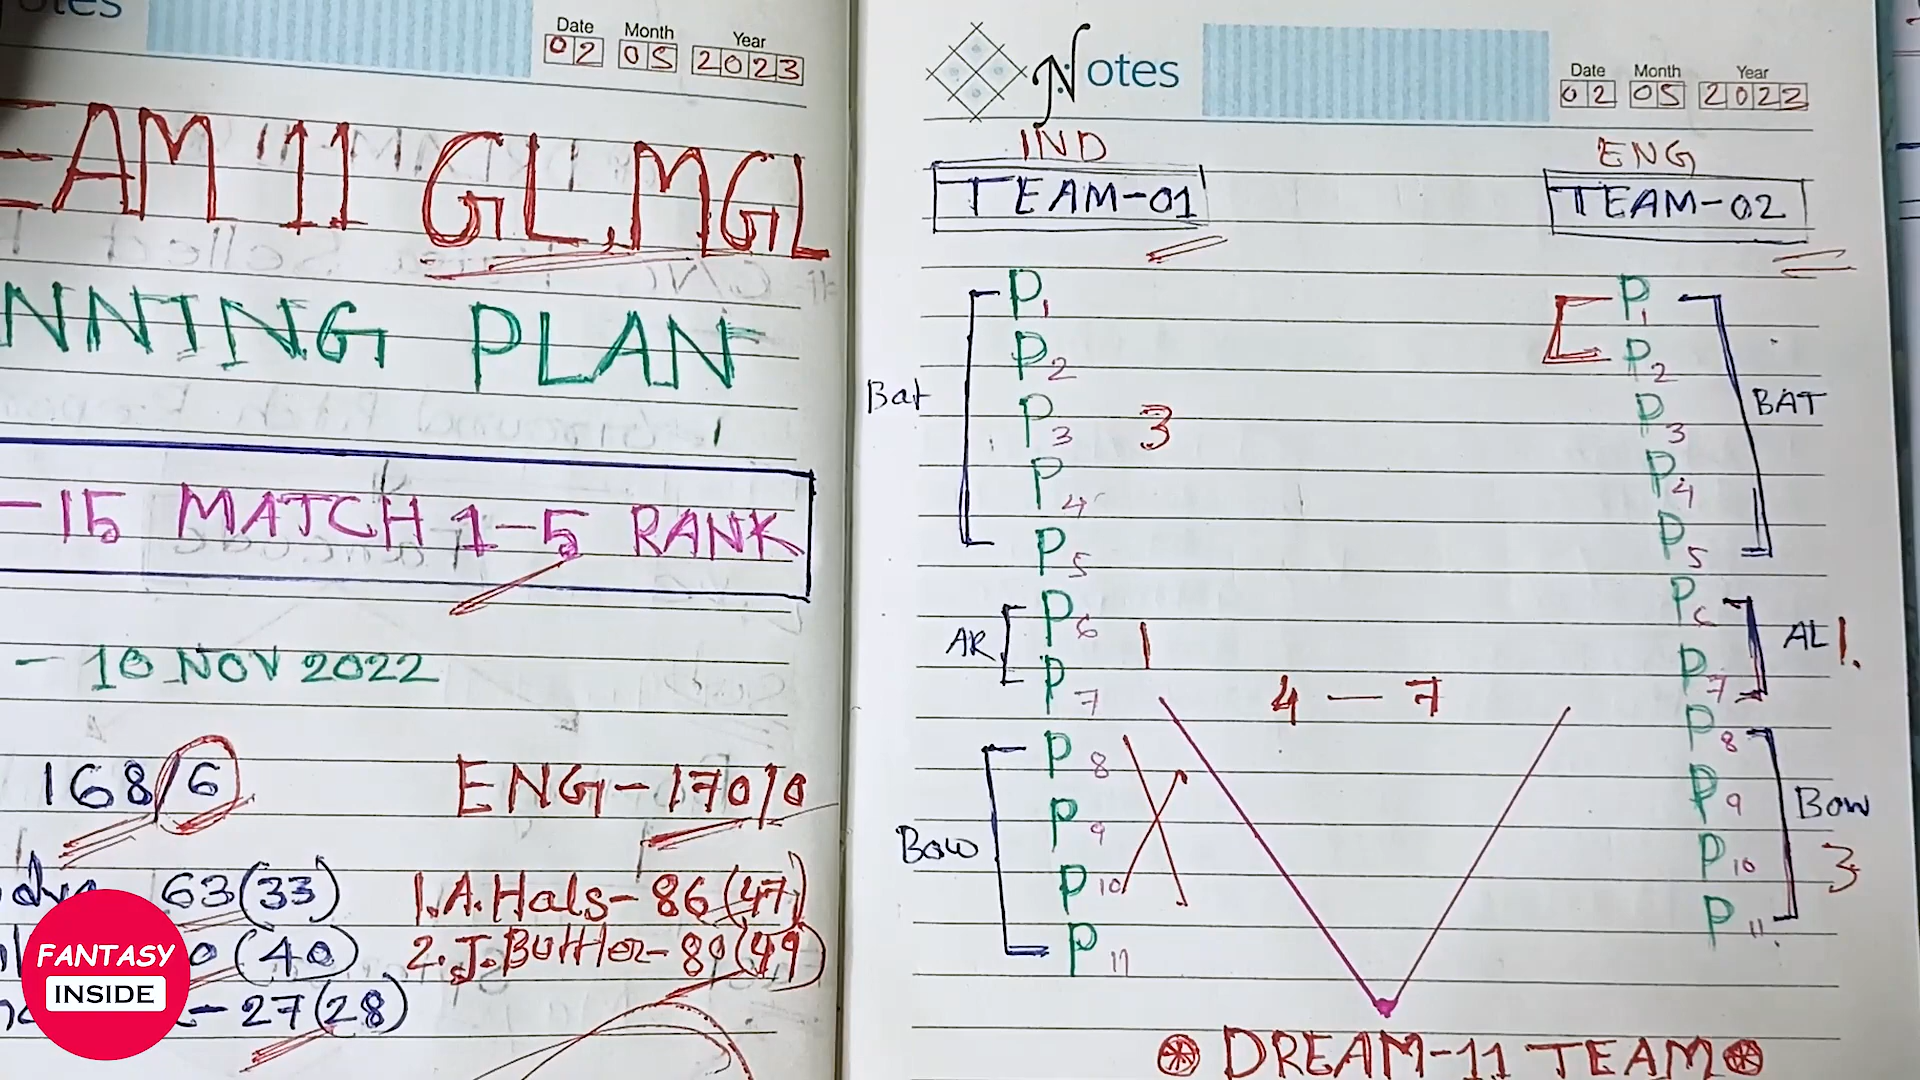 otes
Date Month Year
02 05 2023
EAM 11 GL,MGL
NNING PLAN
-15 MATCH 1-5 RANK
- 10 NOV 2022
168/6 ENG-170/0
63(33) 1.A.Hals-86(47)
0(40) 2.J.Buttler-80(49)
-27(28)
FANTASY
INSIDE
Notes
Date Month Year
02 05 2022
IND ENG
TEAM-01 TEAM-02
P1 P1
P2 P2
Bat BAT
P3 3 P3
P4 P4
P5 P5
P6 P6
AR 1 AL 1.
P7 P7
4 - 7
P8 P8
P9 P9
Bow Bow
P10 P10
3
P11 P11
DREAM-11 TEAM